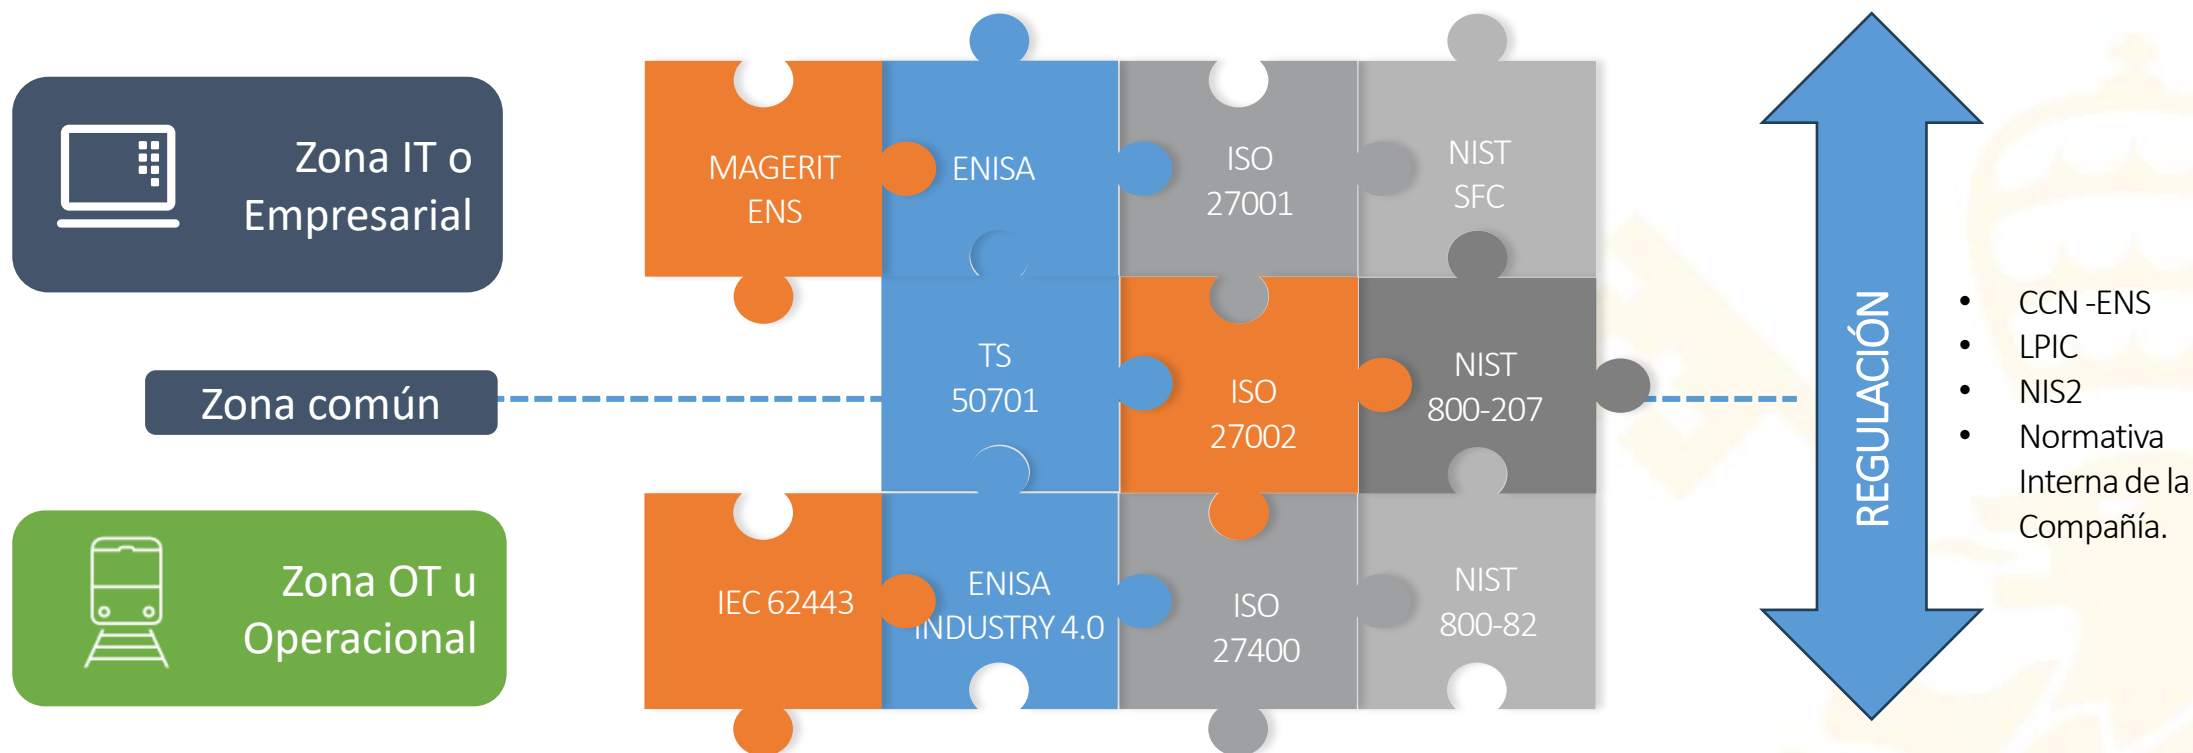 Zona IT o
Empresarial
MAGERIT
ENS
ENISA
ISO
27001
NIST
SFC
Zona común
TS
50701
ISO
27002
NIST
800-207
Zona OT u
Operacional
IEC 62443
ENISA
INDUSTRY 4.0
ISO
27400
NIST
800-82
REGULACIÓN
• CCN -ENS
• LPIC
• NIS2
• Normativa
Interna de la
Compañía.